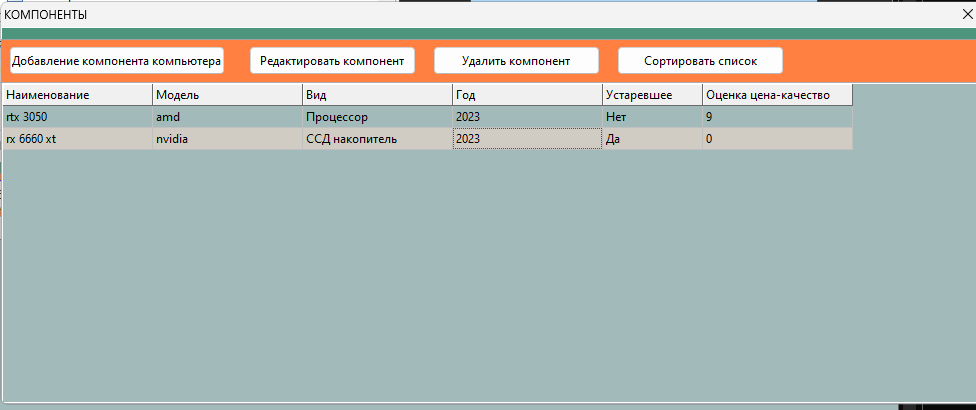 КОМПОНЕНТЫ
Добавление компонента компьютера Редактировать компонент Удалить компонент Сортировать список
Наименование Модель Вид Год Устаревшее Оценка цена-качество
rtx 3050 amd Процессор 2023 Нет 9
rx 6660 xt nvidia ССД накопитель 2023 Да 0